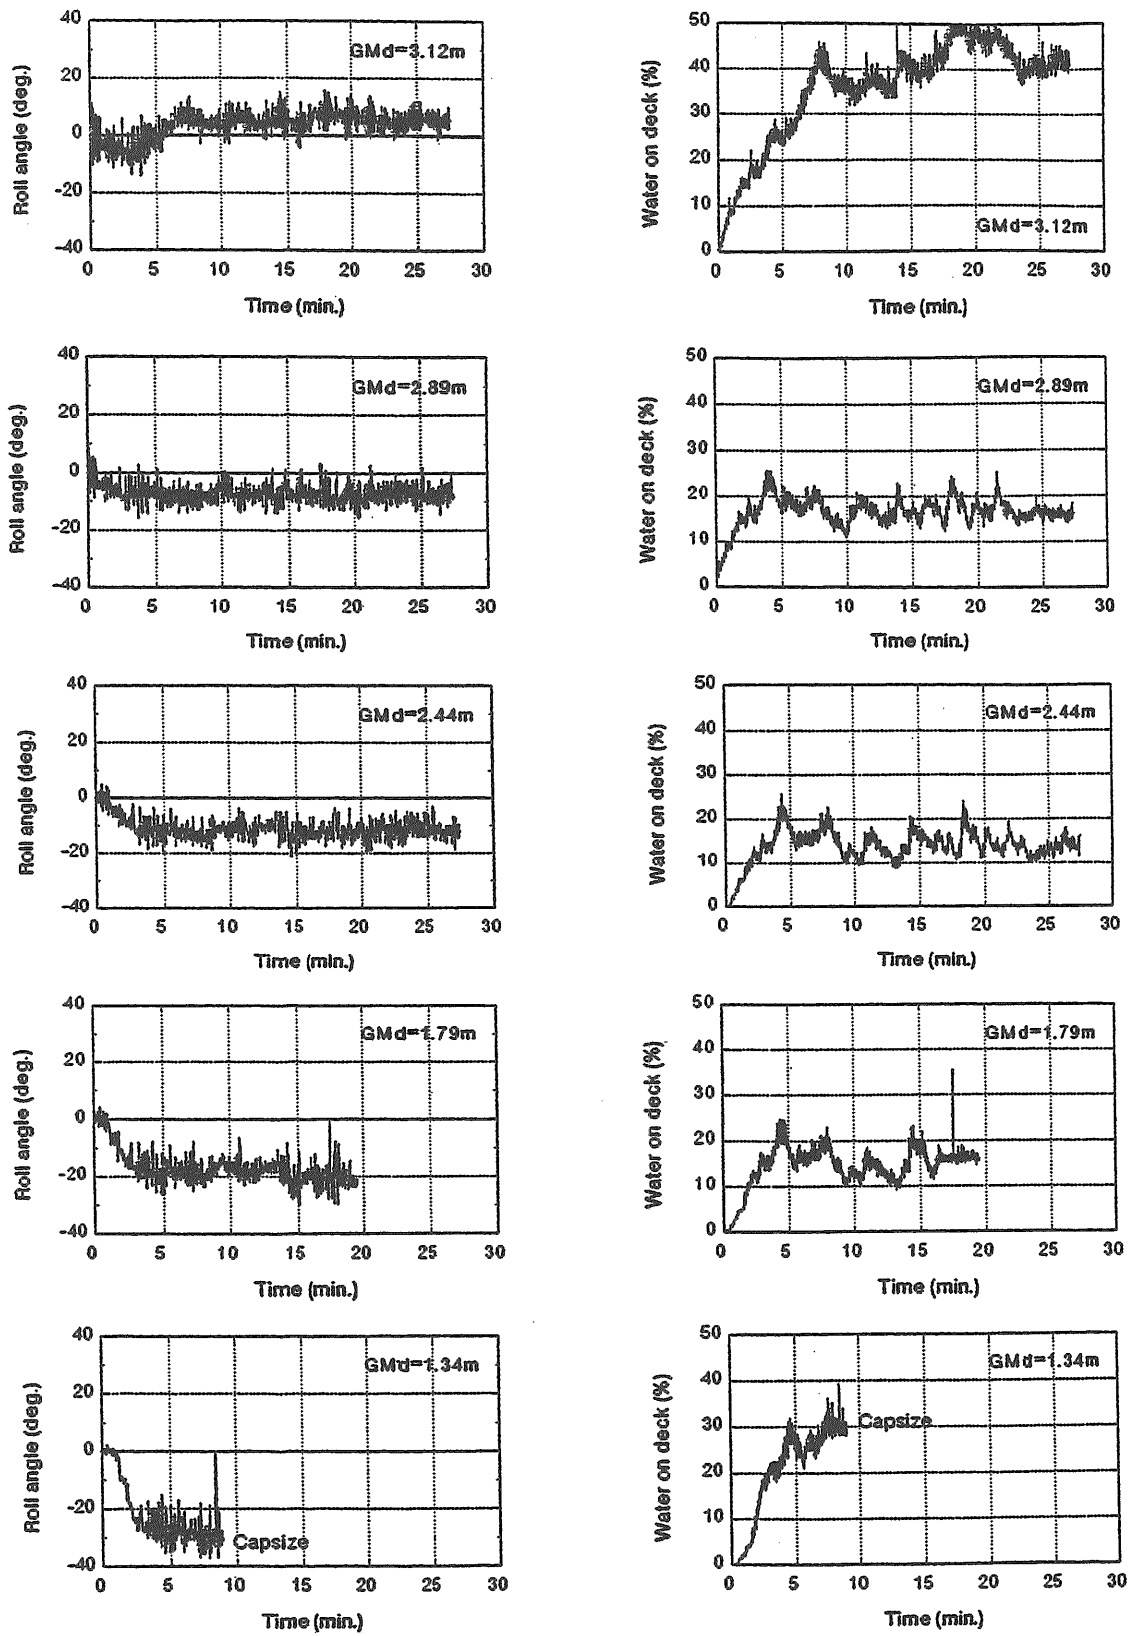 40
20
0
-20
-40
Roll angle (deg.)
GMd=3.12m
0 5 10 15 20 25 30
Time (min.)
50
40
30
20
10
0
Water on deck (%)
GMd=3.12m
0 5 10 15 20 25 30
Time (min.)
40
20
0
-20
-40
Roll angle (deg.)
GMd=2.89m
0 5 10 15 20 25 30
Time (min.)
50
40
30
20
10
0
Water on deck (%)
GMd=2.89m
0 5 10 15 20 25 30
Time (min.)
40
20
0
-20
-40
Roll angle (deg.)
GMd=2.44m
0 5 10 15 20 25 30
Time (min.)
50
40
30
20
10
0
Water on deck (%)
GMd=2.44m
0 5 10 15 20 25 30
Time (min.)
40
20
0
-20
-40
Roll angle (deg.)
GMd=1.79m
0 5 10 15 20 25 30
Time (min.)
50
40
30
20
10
0
Water on deck (%)
GMd=1.79m
0 5 10 15 20 25 30
Time (min.)
40
20
0
-20
-40
Roll angle (deg.)
GMd=1.34m
Capsize
0 5 10 15 20 25 30
Time (min.)
50
40
30
20
10
0
Water on deck (%)
GMd=1.34m
Capsize
0 5 10 15 20 25 30
Time (min.)